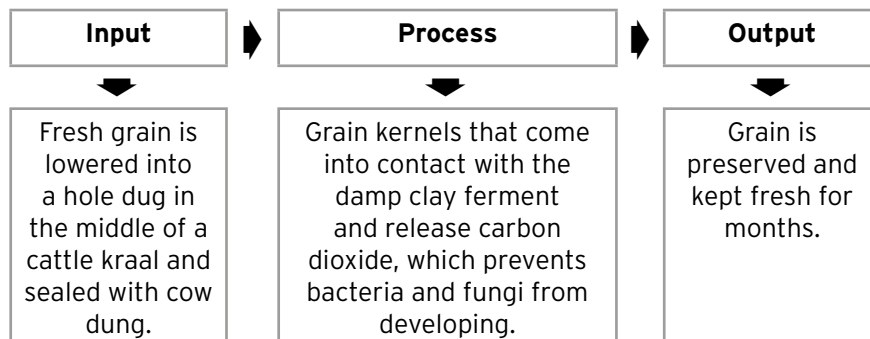 Input
Process
Output
Fresh grain is
lowered into
a hole dug in
the middle of a
cattle kraal and
sealed with cow
dung.
Grain kernels that come
into contact with the
damp clay ferment
and release carbon
dioxide, which prevents
bacteria and fungi from
developing.
Grain is
preserved and
kept fresh for
months.